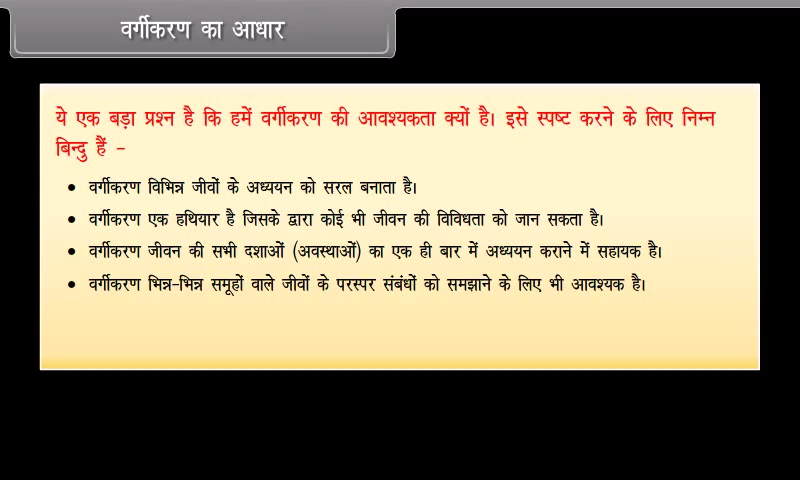 वर्गीकरण का आधार
ये एक बड़ा प्रश्न है कि हमें वर्गीकरण की आवश्यकता क्यों है। इसे स्पष्ट करने के लिए निम्न
बिन्दु हैं -
• वर्गीकरण विभिन्न जीवों के अध्ययन को सरल बनाता है।
• वर्गीकरण एक हथियार है जिसके द्वारा कोई भी जीवन की विविधता को जान सकता है।
• वर्गीकरण जीवन की सभी दशाओं (अवस्थाओं) का एक ही बार में अध्ययन कराने में सहायक है।
• वर्गीकरण भिन्न-भिन्न समूहों वाले जीवों के परस्पर संबंधों को समझाने के लिए भी आवश्यक है।